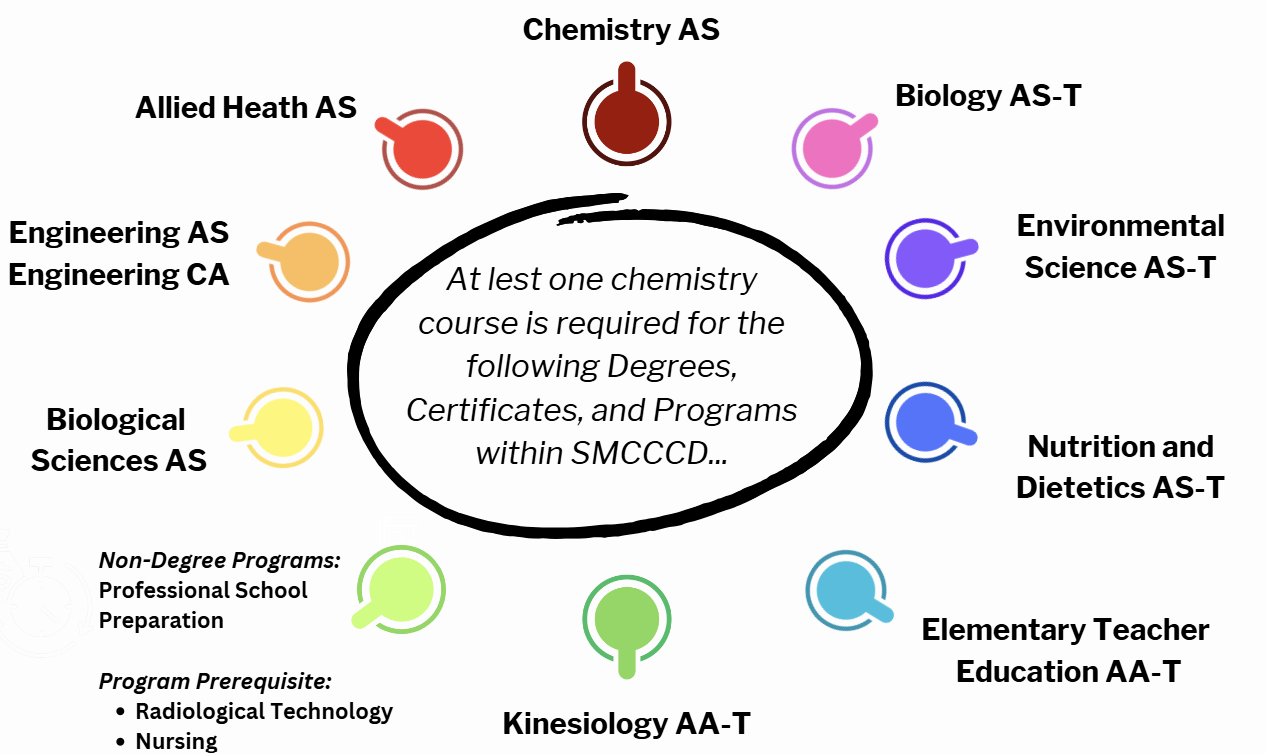 Chemistry AS
Allied Heath AS
Biology AS-T
Engineering AS
Engineering CA
Environmental
Science AS-T
At lest one chemistry
course is required for the
following Degrees,
Certificates, and Programs
within SMCCCD...
Biological
Sciences AS
Nutrition and
Dietetics AS-T
Non-Degree Programs:
Professional School
Preparation
Program Prerequisite:
• Radiological Technology
• Nursing
Kinesiology AA-T
Elementary Teacher
Education AA-T